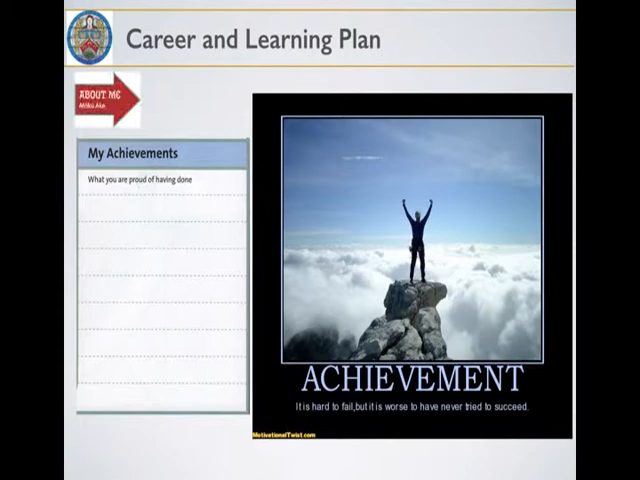 Career and Learning Plan
ABOUT ME
My Achievements
What you are proud of having done
ACHIEVEMENT
It is hard to fail,but it is worse to have never tried to succeed.
MotivationalTwist.com